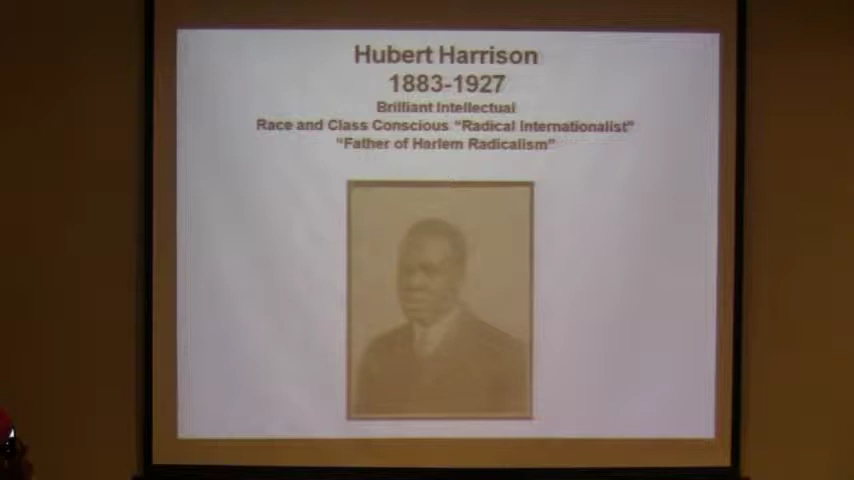 Hubert Harrison
1883-1927
Brilliant Intellectual
Race and Class Conscious “Radical Internationalist”
“Father of Harlem Radicalism”